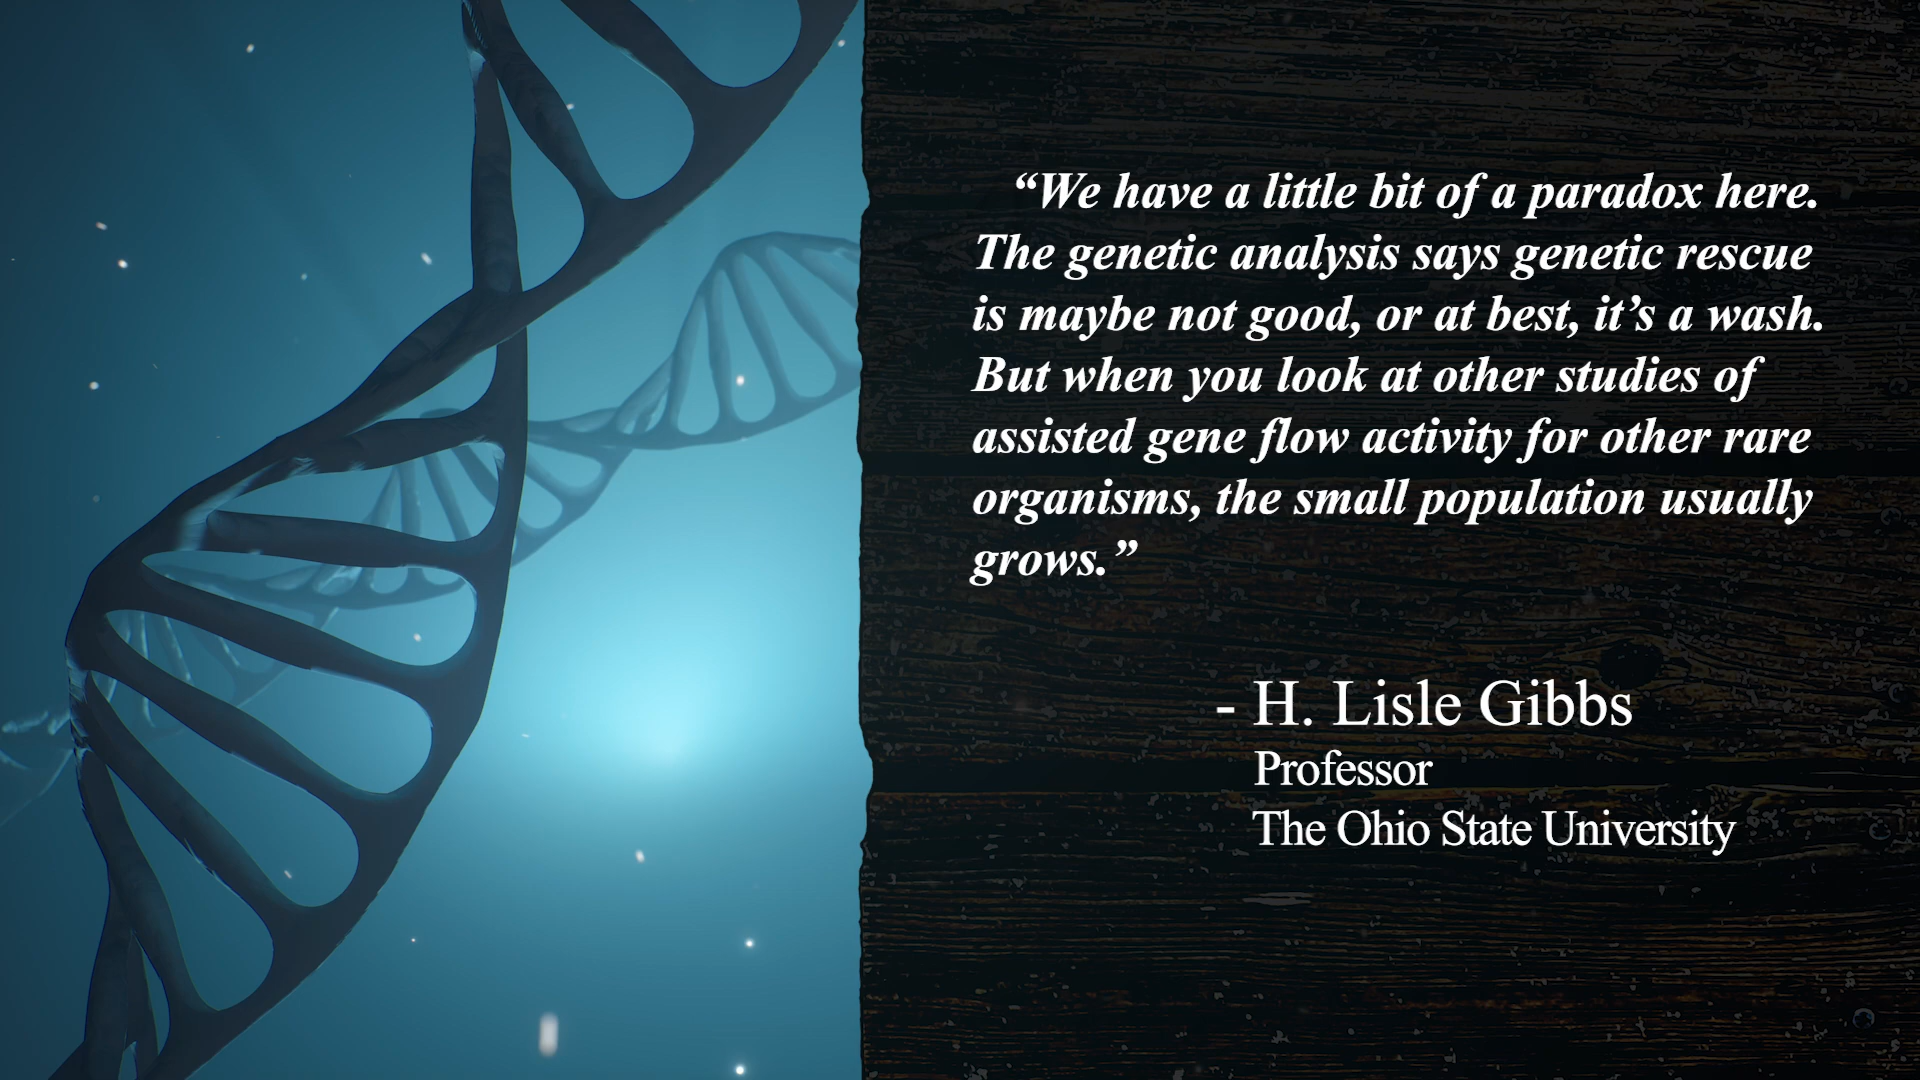 “We have a little bit of a paradox here.
The genetic analysis says genetic rescue
is maybe not good, or at best, it’s a wash.
But when you look at other studies of
assisted gene flow activity for other rare
organisms, the small population usually
grows.”
- H. Lisle Gibbs
Professor
The Ohio State University